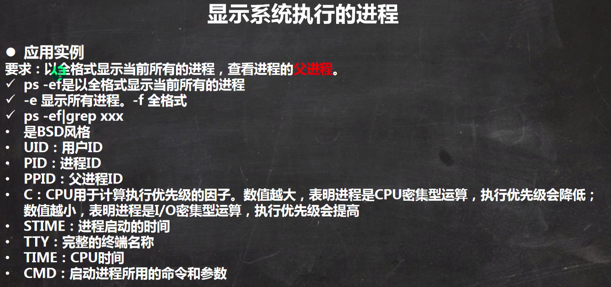 显示系统执行的进程
● 应用实例
要求：以全格式显示当前所有的进程，查看进程的父进程。
✓ ps -ef是以全格式显示当前所有的进程
✓ -e 显示所有进程。-f 全格式
✓ ps -ef|grep xxx
• 是BSD风格
• UID：用户ID
• PID：进程ID
• PPID：父进程ID
• C：CPU用于计算执行优先级的因子。数值越大，表明进程是CPU密集型运算，执行优先级会降低；
数值越小，表明进程是I/O密集型运算，执行优先级会提高
• STIME：进程启动的时间
• TTY：完整的终端名称
• TIME：CPU时间
• CMD：启动进程所用的命令和参数